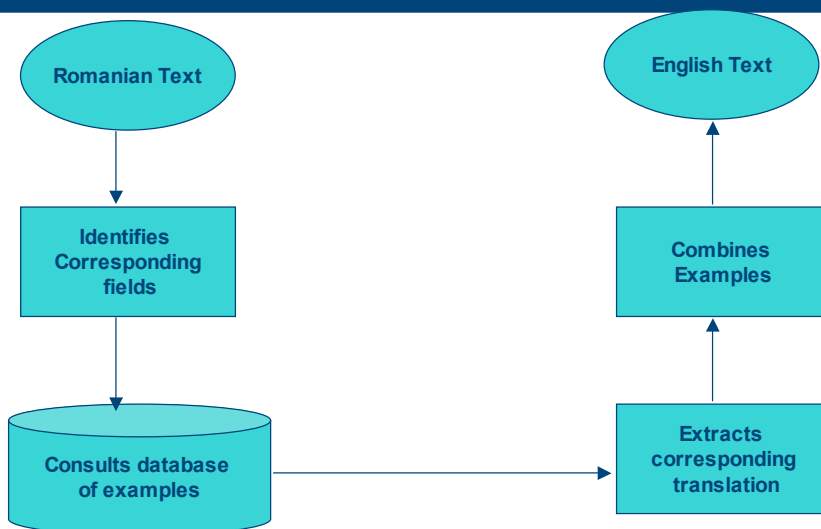 Romanian Text
English Text
Identifies
Corresponding
fields
Combines
Examples
Consults database
of examples
Extracts
corresponding
translation